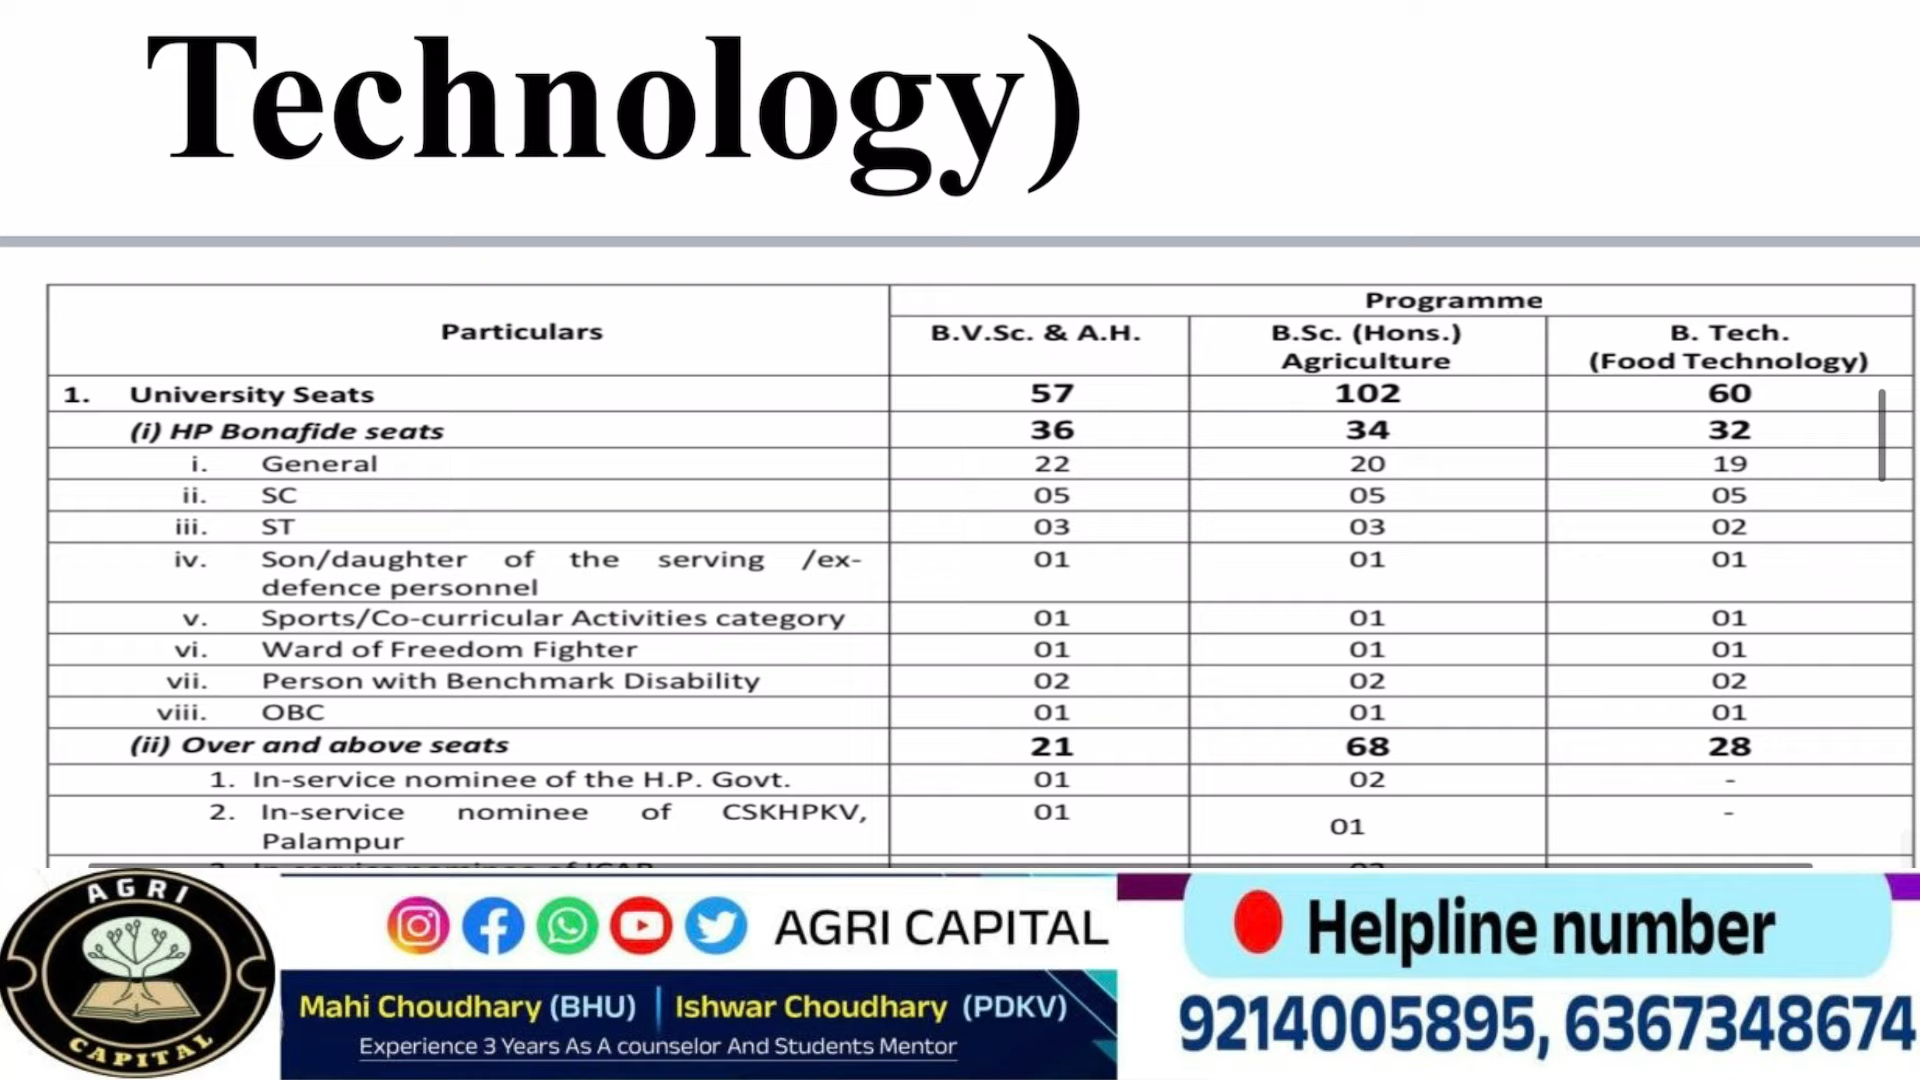 Technology)
Particulars
Programme
B.V.Sc. & A.H.
B.Sc. (Hons.)
Agriculture
B. Tech.
(Food Technology)
1. University Seats 57 102 60
(i) HP Bonafide seats 36 34 32
i. General 22 20 19
ii. SC 05 05 05
iii. ST 03 03 02
iv. Son/daughter of the serving /ex- 01 01 01
defence personnel
v. Sports/Co-curricular Activities category 01 01 01
vi. Ward of Freedom Fighter 01 01 01
vii. Person with Benchmark Disability 02 02 02
viii. OBC 01 01 01
(ii) Over and above seats 21 68 28
1. In-service nominee of the H.P. Govt. 01 02 -
2. In-service nominee of CSKHPKV, 01 01 -
Palampur
AGRI
CAPITAL
AGRI CAPITAL
Mahi Choudhary (BHU) | Ishwar Choudhary (PDKV)
Experience 3 Years As A counselor And Students Mentor
Helpline number
9214005895, 6367348674